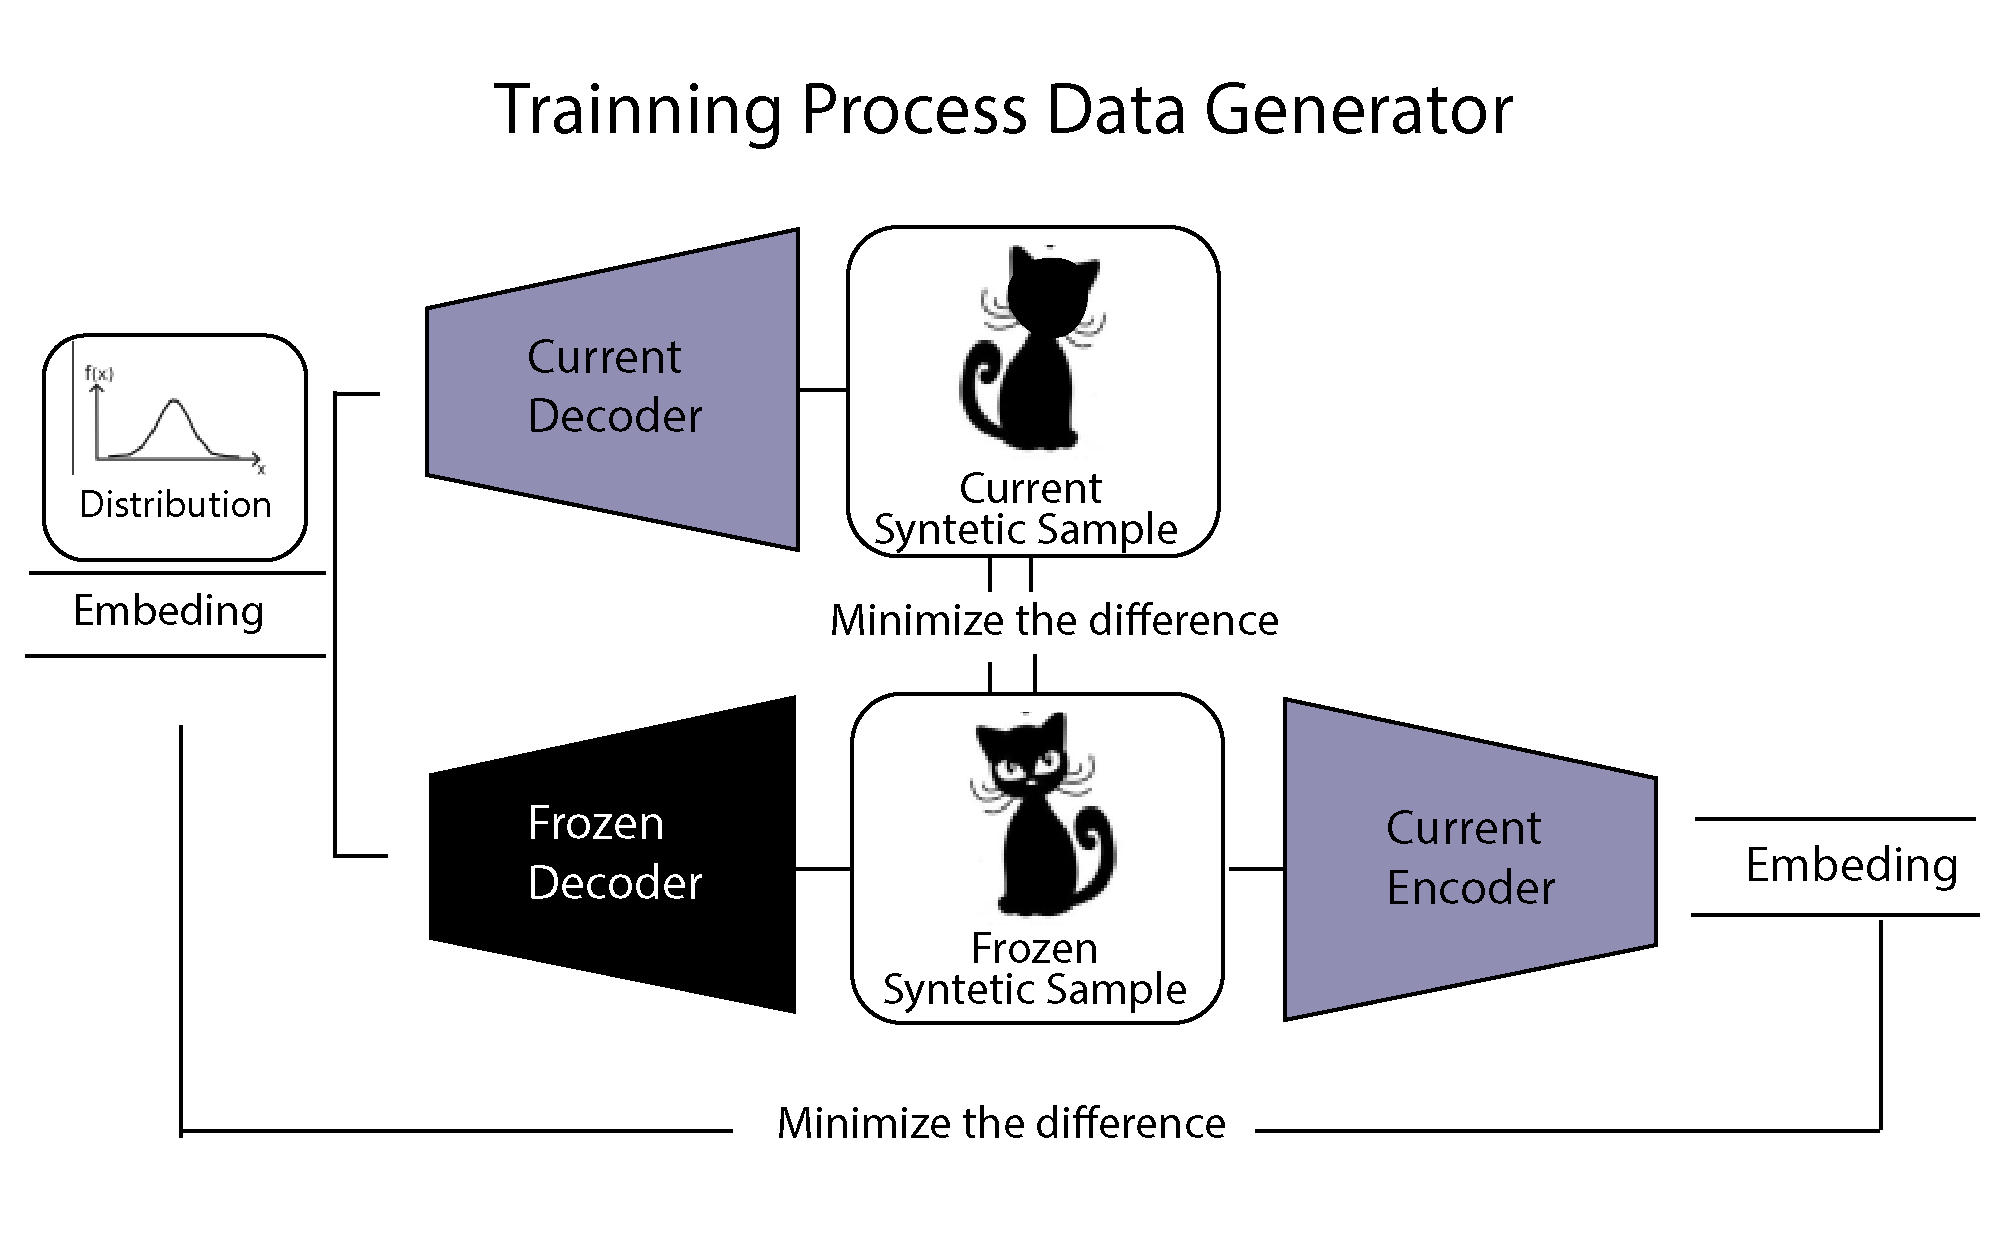 Trainning Process Data Generator
f(x)
x
Distribution
Embeding
Current
Decoder
Current
Syntetic Sample
Minimize the difference
Frozen
Decoder
Frozen
Syntetic Sample
Current
Encoder
Embeding
Minimize the difference